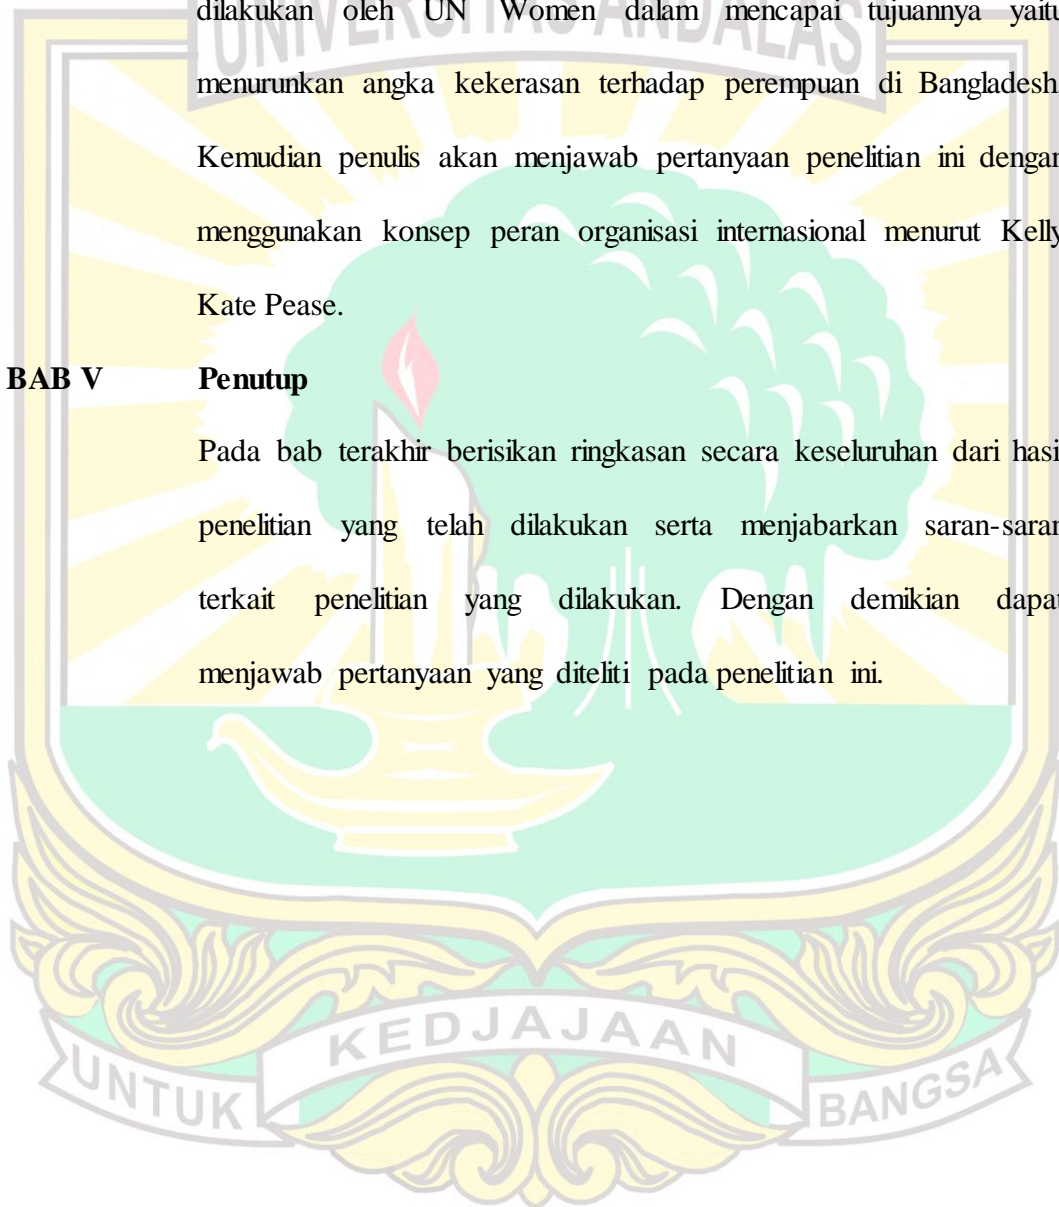 UNIVERSITAS ANDALAS
dilakukan oleh UN Women dalam mencapai tujuannya yaitu
menurunkan angka kekerasan terhadap perempuan di Bangladesh.
Kemudian penulis akan menjawab pertanyaan penelitian ini dengan
menggunakan konsep peran organisasi internasional menurut Kelly
Kate Pease.
BAB V Penutup
Pada bab terakhir berisikan ringkasan secara keseluruhan dari hasil
penelitian yang telah dilakukan serta menjabarkan saran-saran
terkait penelitian yang dilakukan. Dengan demikian dapat
menjawab pertanyaan yang diteliti pada penelitian ini.
UNTUK KEDJAJAAN BANGSA